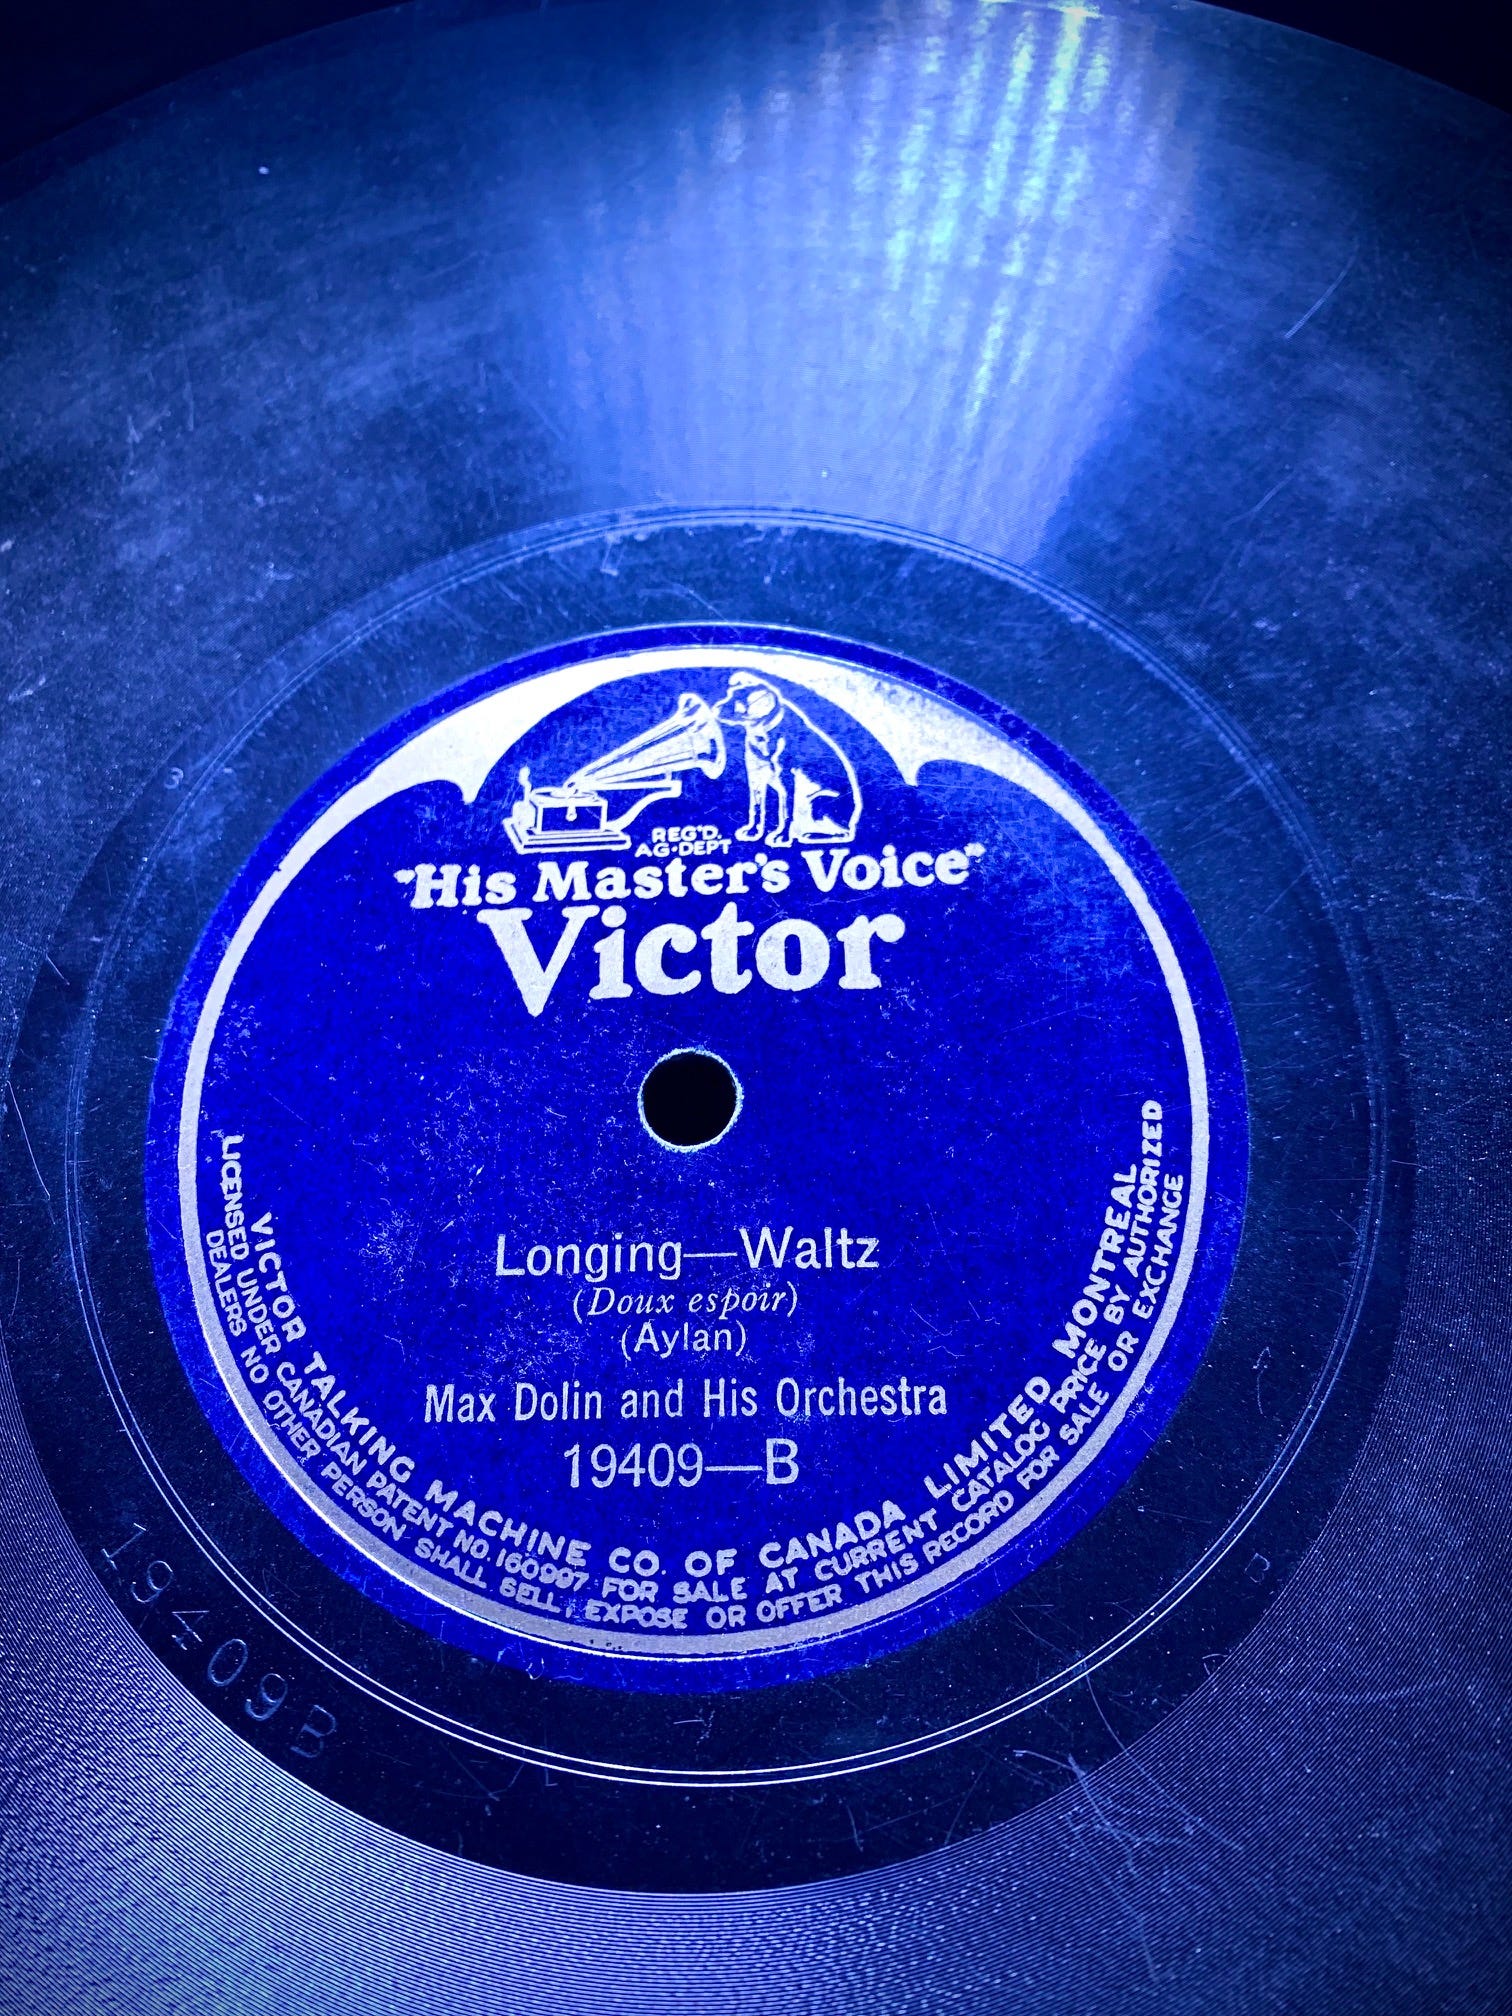 REG'D.
AG·DEPT
"His Master's Voice"
Victor
Longing—Waltz
(Doux espoir)
(Aylan)
Max Dolin and His Orchestra
19409—B
VICTOR TALKING MACHINE CO. OF CANADA, LIMITED MONTREAL
LICENSED UNDER CANADIAN PATENT NO. 160997. FOR SALE AT CURRENT CATALOG PRICE BY AUTHORIZED
DEALERS NO OTHER PERSON SHALL SELL, EXPOSE OR OFFER THIS RECORD FOR SALE OR EXCHANGE
19409B
3